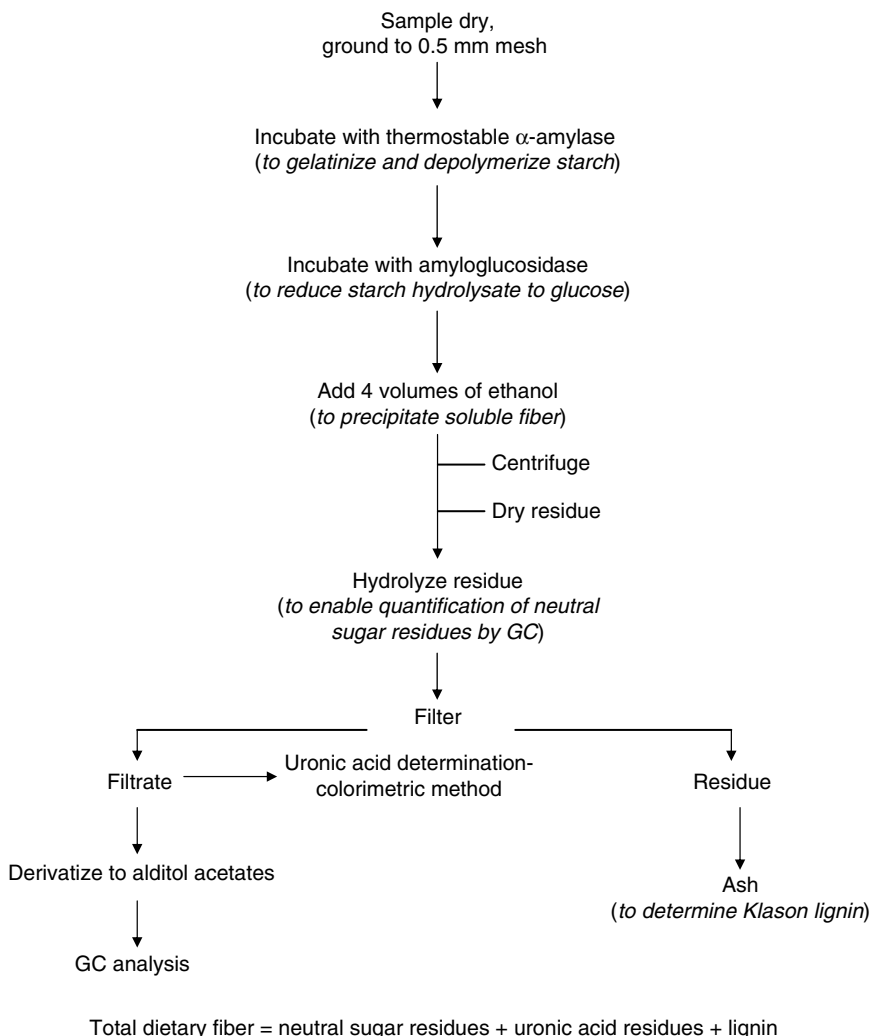 Sample dry,
ground to 0.5 mm mesh
Incubate with thermostable α-amylase
(to gelatinize and depolymerize starch)
Incubate with amyloglucosidase
(to reduce starch hydrolysate to glucose)
Add 4 volumes of ethanol
(to precipitate soluble fiber)
Centrifuge
Dry residue
Hydrolyze residue
(to enable quantification of neutral
sugar residues by GC)
Filter
Filtrate
Uronic acid determination-
colorimetric method
Residue
Derivatize to alditol acetates
Ash
(to determine Klason lignin)
GC analysis
Total dietary fiber = neutral sugar residues + uronic acid residues + lignin